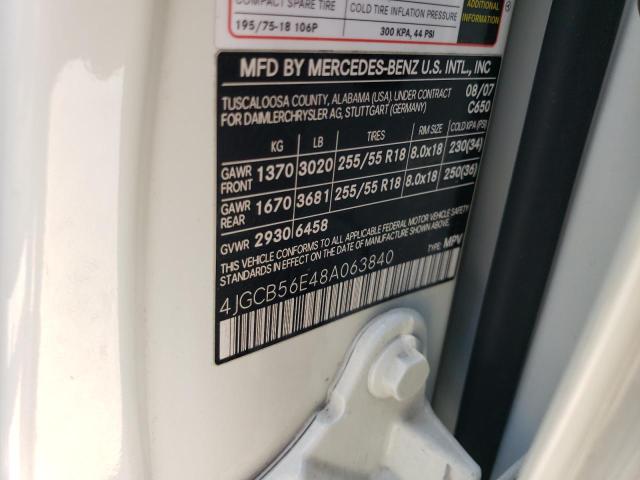 COMPACT SPARE TIRE
195/75-18 106P
COLD TIRE INFLATION PRESSURE
300 KPA, 44 PSI
ADDITIONAL
INFORMATION
MFD BY MERCEDES-BENZ U.S. INTL., INC
TUSCALOOSA COUNTY, ALABAMA (USA), UNDER CONTRACT 08/07
FOR DAIMLERCHRYSLER AG, STUTTGART (GERMANY) C650
KG LB TIRES RIM SIZE COLD KPA (PSI)
GAWR FRONT 1370 3020 255/55 R18 8.0x18 230(34)
GAWR REAR 1670 3681 255/55 R18 8.0x18 250(36)
GVWR 2930 6458
THIS VEHICLE CONFORMS TO ALL APPLICABLE FEDERAL MOTOR VEHICLE SAFETY
STANDARDS IN EFFECT ON THE DATE OF MANUFACTURE SHOWN ABOVE
4JGCB56E48A063840 TYPE: MPV